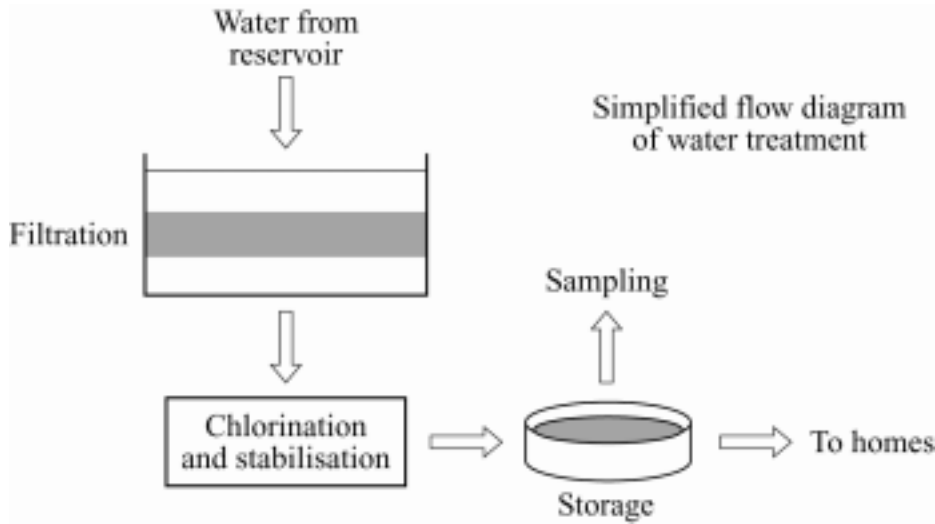 Water from
reservoir
Simplified flow diagram
of water treatment
Filtration
Sampling
Chlorination
and stabilisation
To homes
Storage